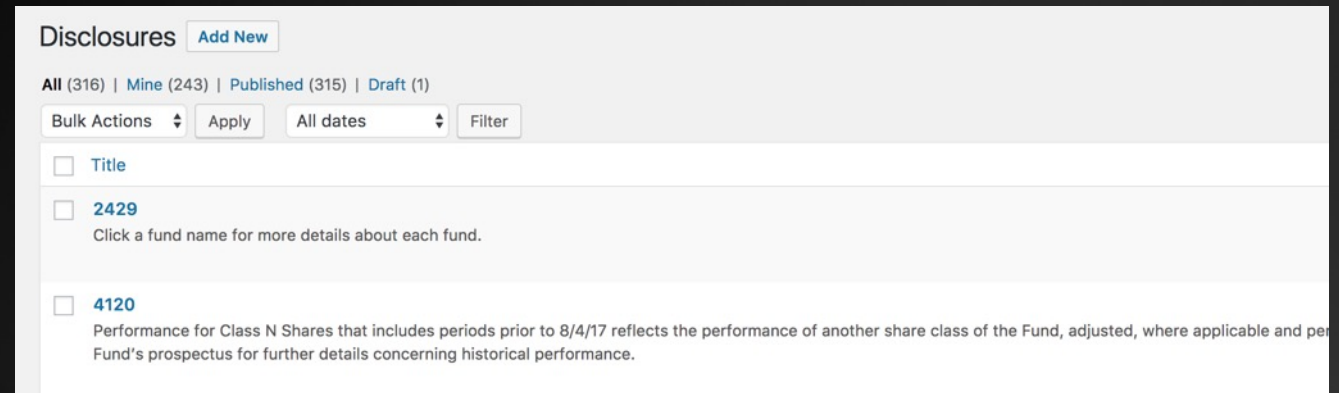 Disclosures Add New
All (316) | Mine (243) | Published (315) | Draft (1)
Bulk Actions Apply All dates Filter
Title
2429
Click a fund name for more details about each fund.
4120
Performance for Class N Shares that includes periods prior to 8/4/17 reflects the performance of another share class of the Fund, adjusted, where applicable and
Fund's prospectus for further details concerning historical performance.